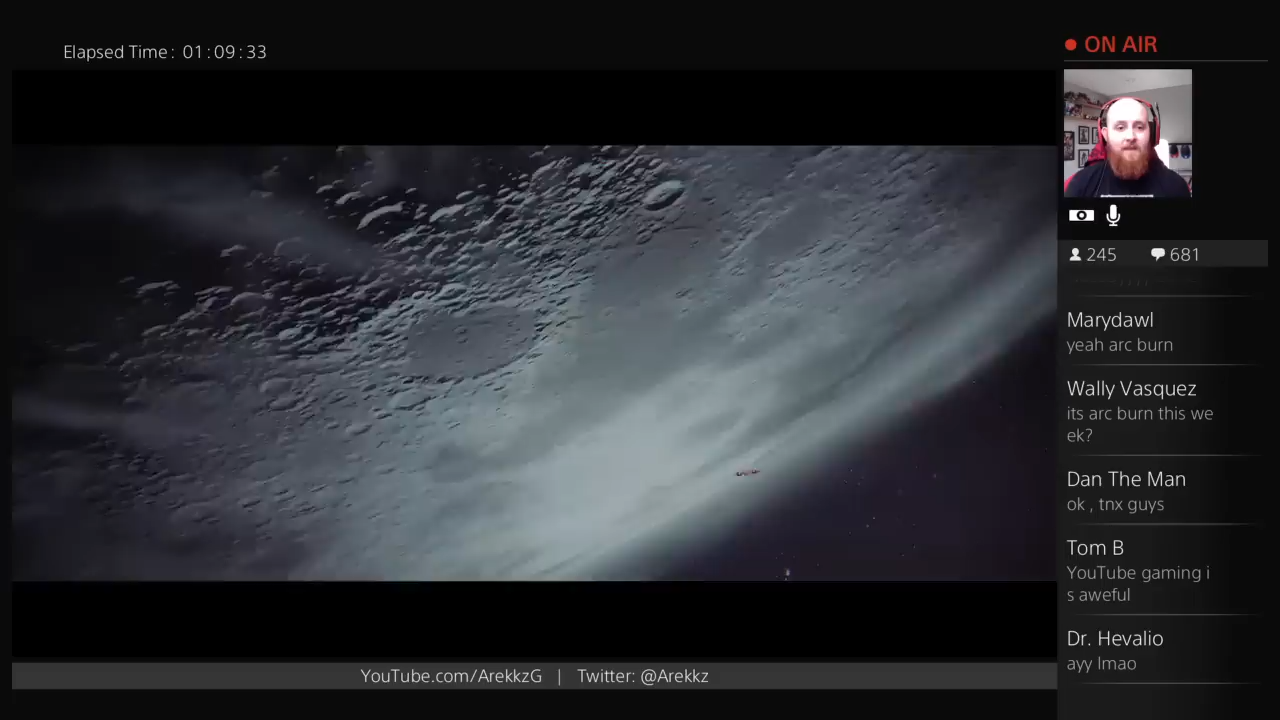 Elapsed Time: 01:09:33
ON AIR
245 681
Marydawl
yeah arc burn
Wally Vasquez
its arc burn this we
ek?
Dan The Man
ok , tnx guys
Tom B
YouTube gaming i
s aweful
Dr. Hevalio
ayy lmao
YouTube.com/ArekkzG | Twitter: @Arekkz